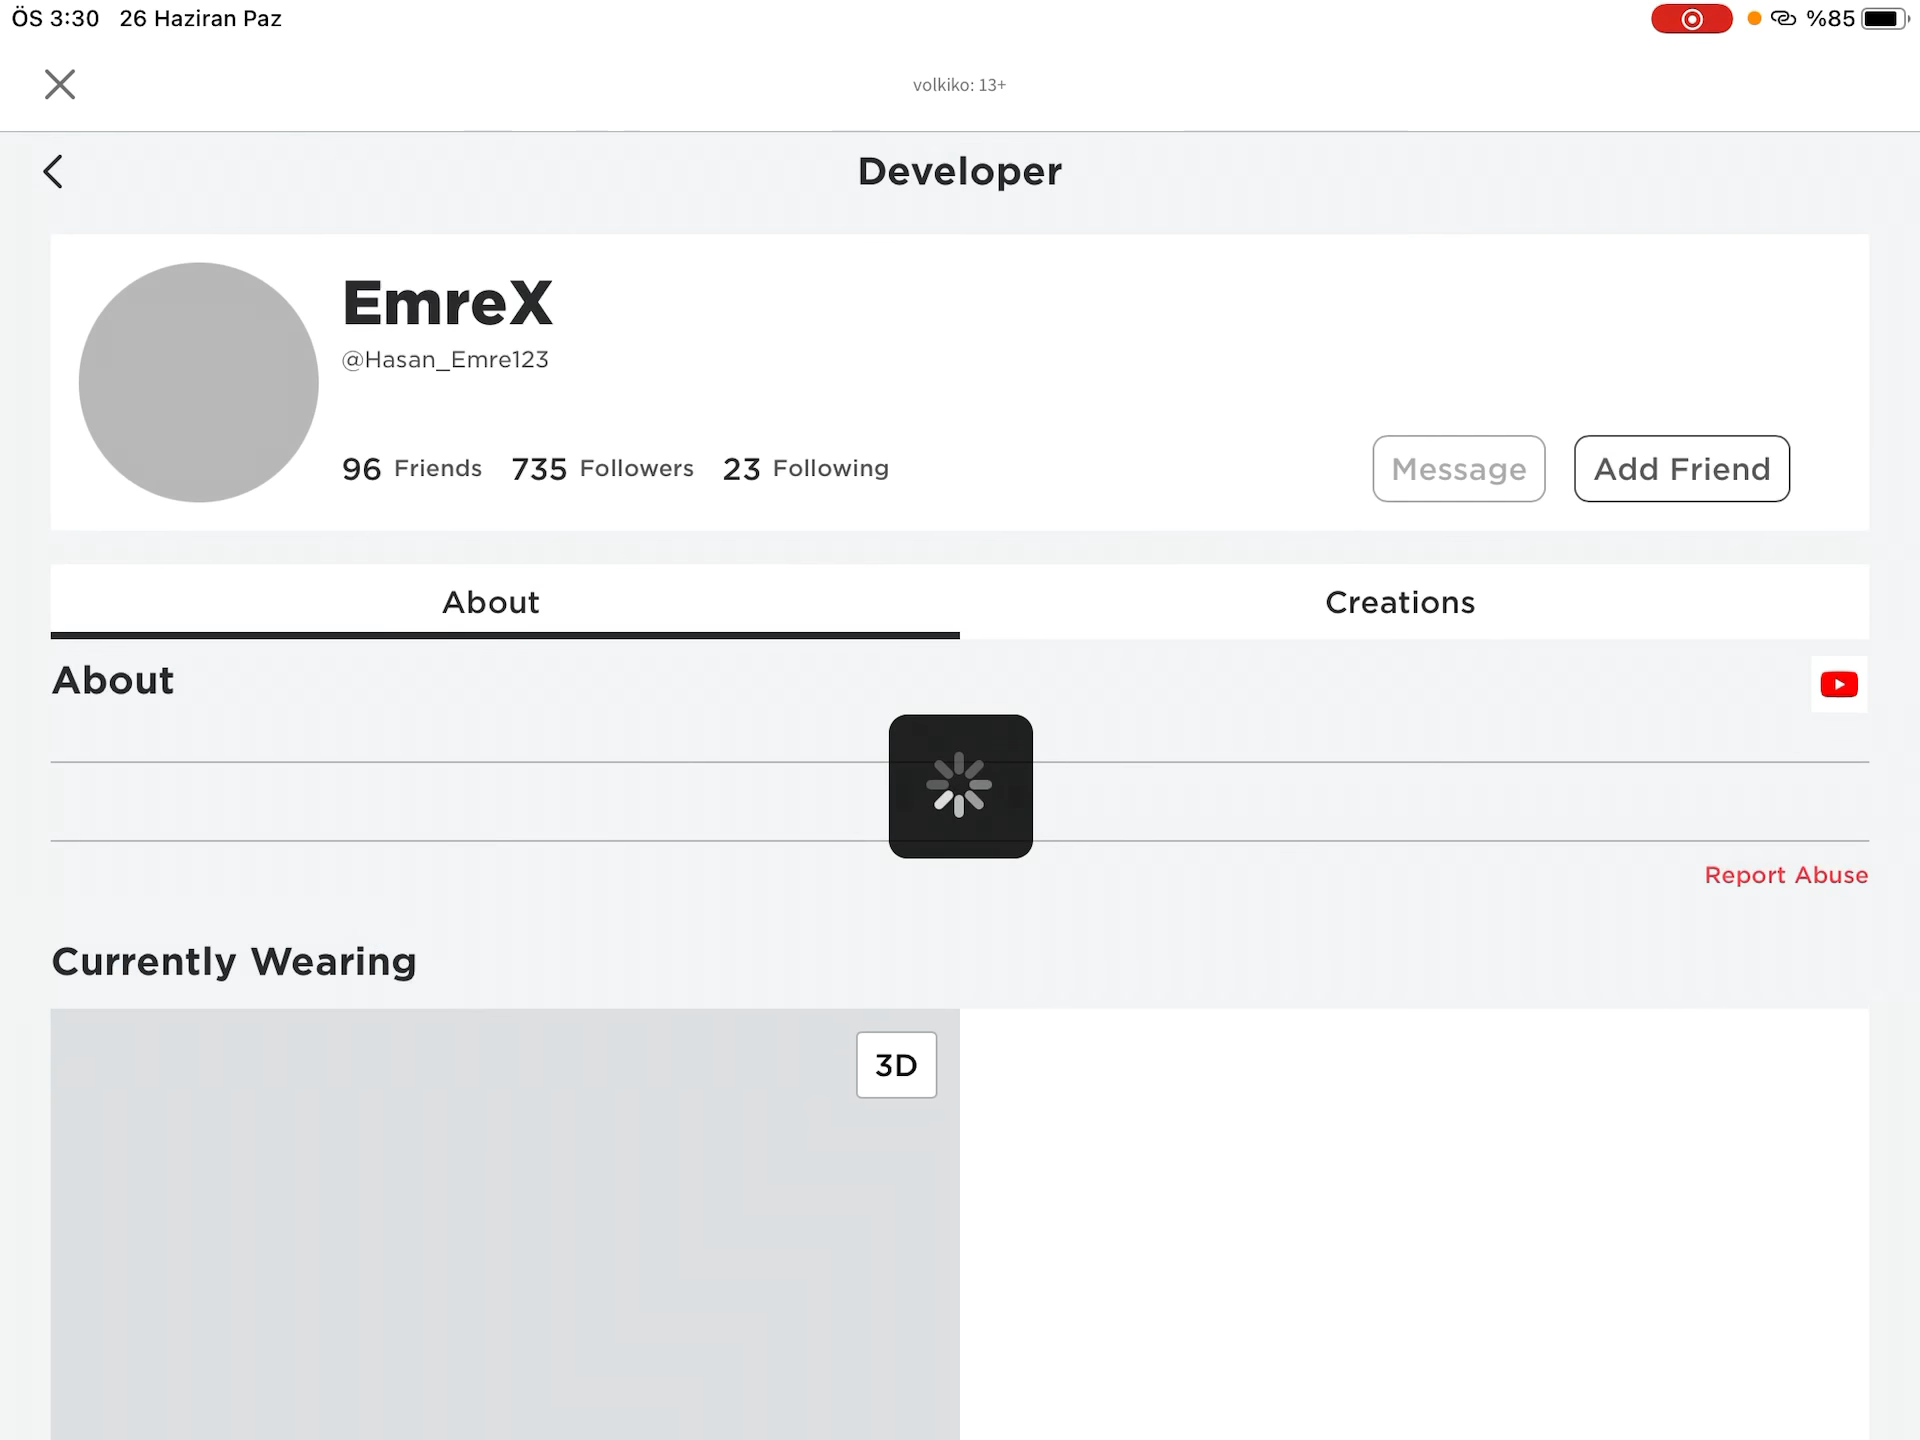 ÖS 3:30 26 Haziran Paz %85
volkiko: 13+
Developer
EmreX
@Hasan_Emre123
96 Friends 735 Followers 23 Following Message Add Friend
About Creations
About
Report Abuse
Currently Wearing
3D